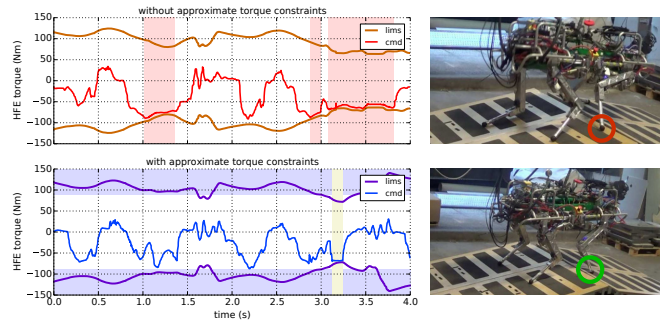 without approximate torque constraints
HFE torque (Nm)
150
100
50
0
−50
−100
−150
lims
cmd
with approximate torque constraints
HFE torque (Nm)
150
100
50
0
−50
−100
−150
lims
cmd
0.0 0.5 1.0 1.5 2.0 2.5 3.0 3.5 4.0
time (s)